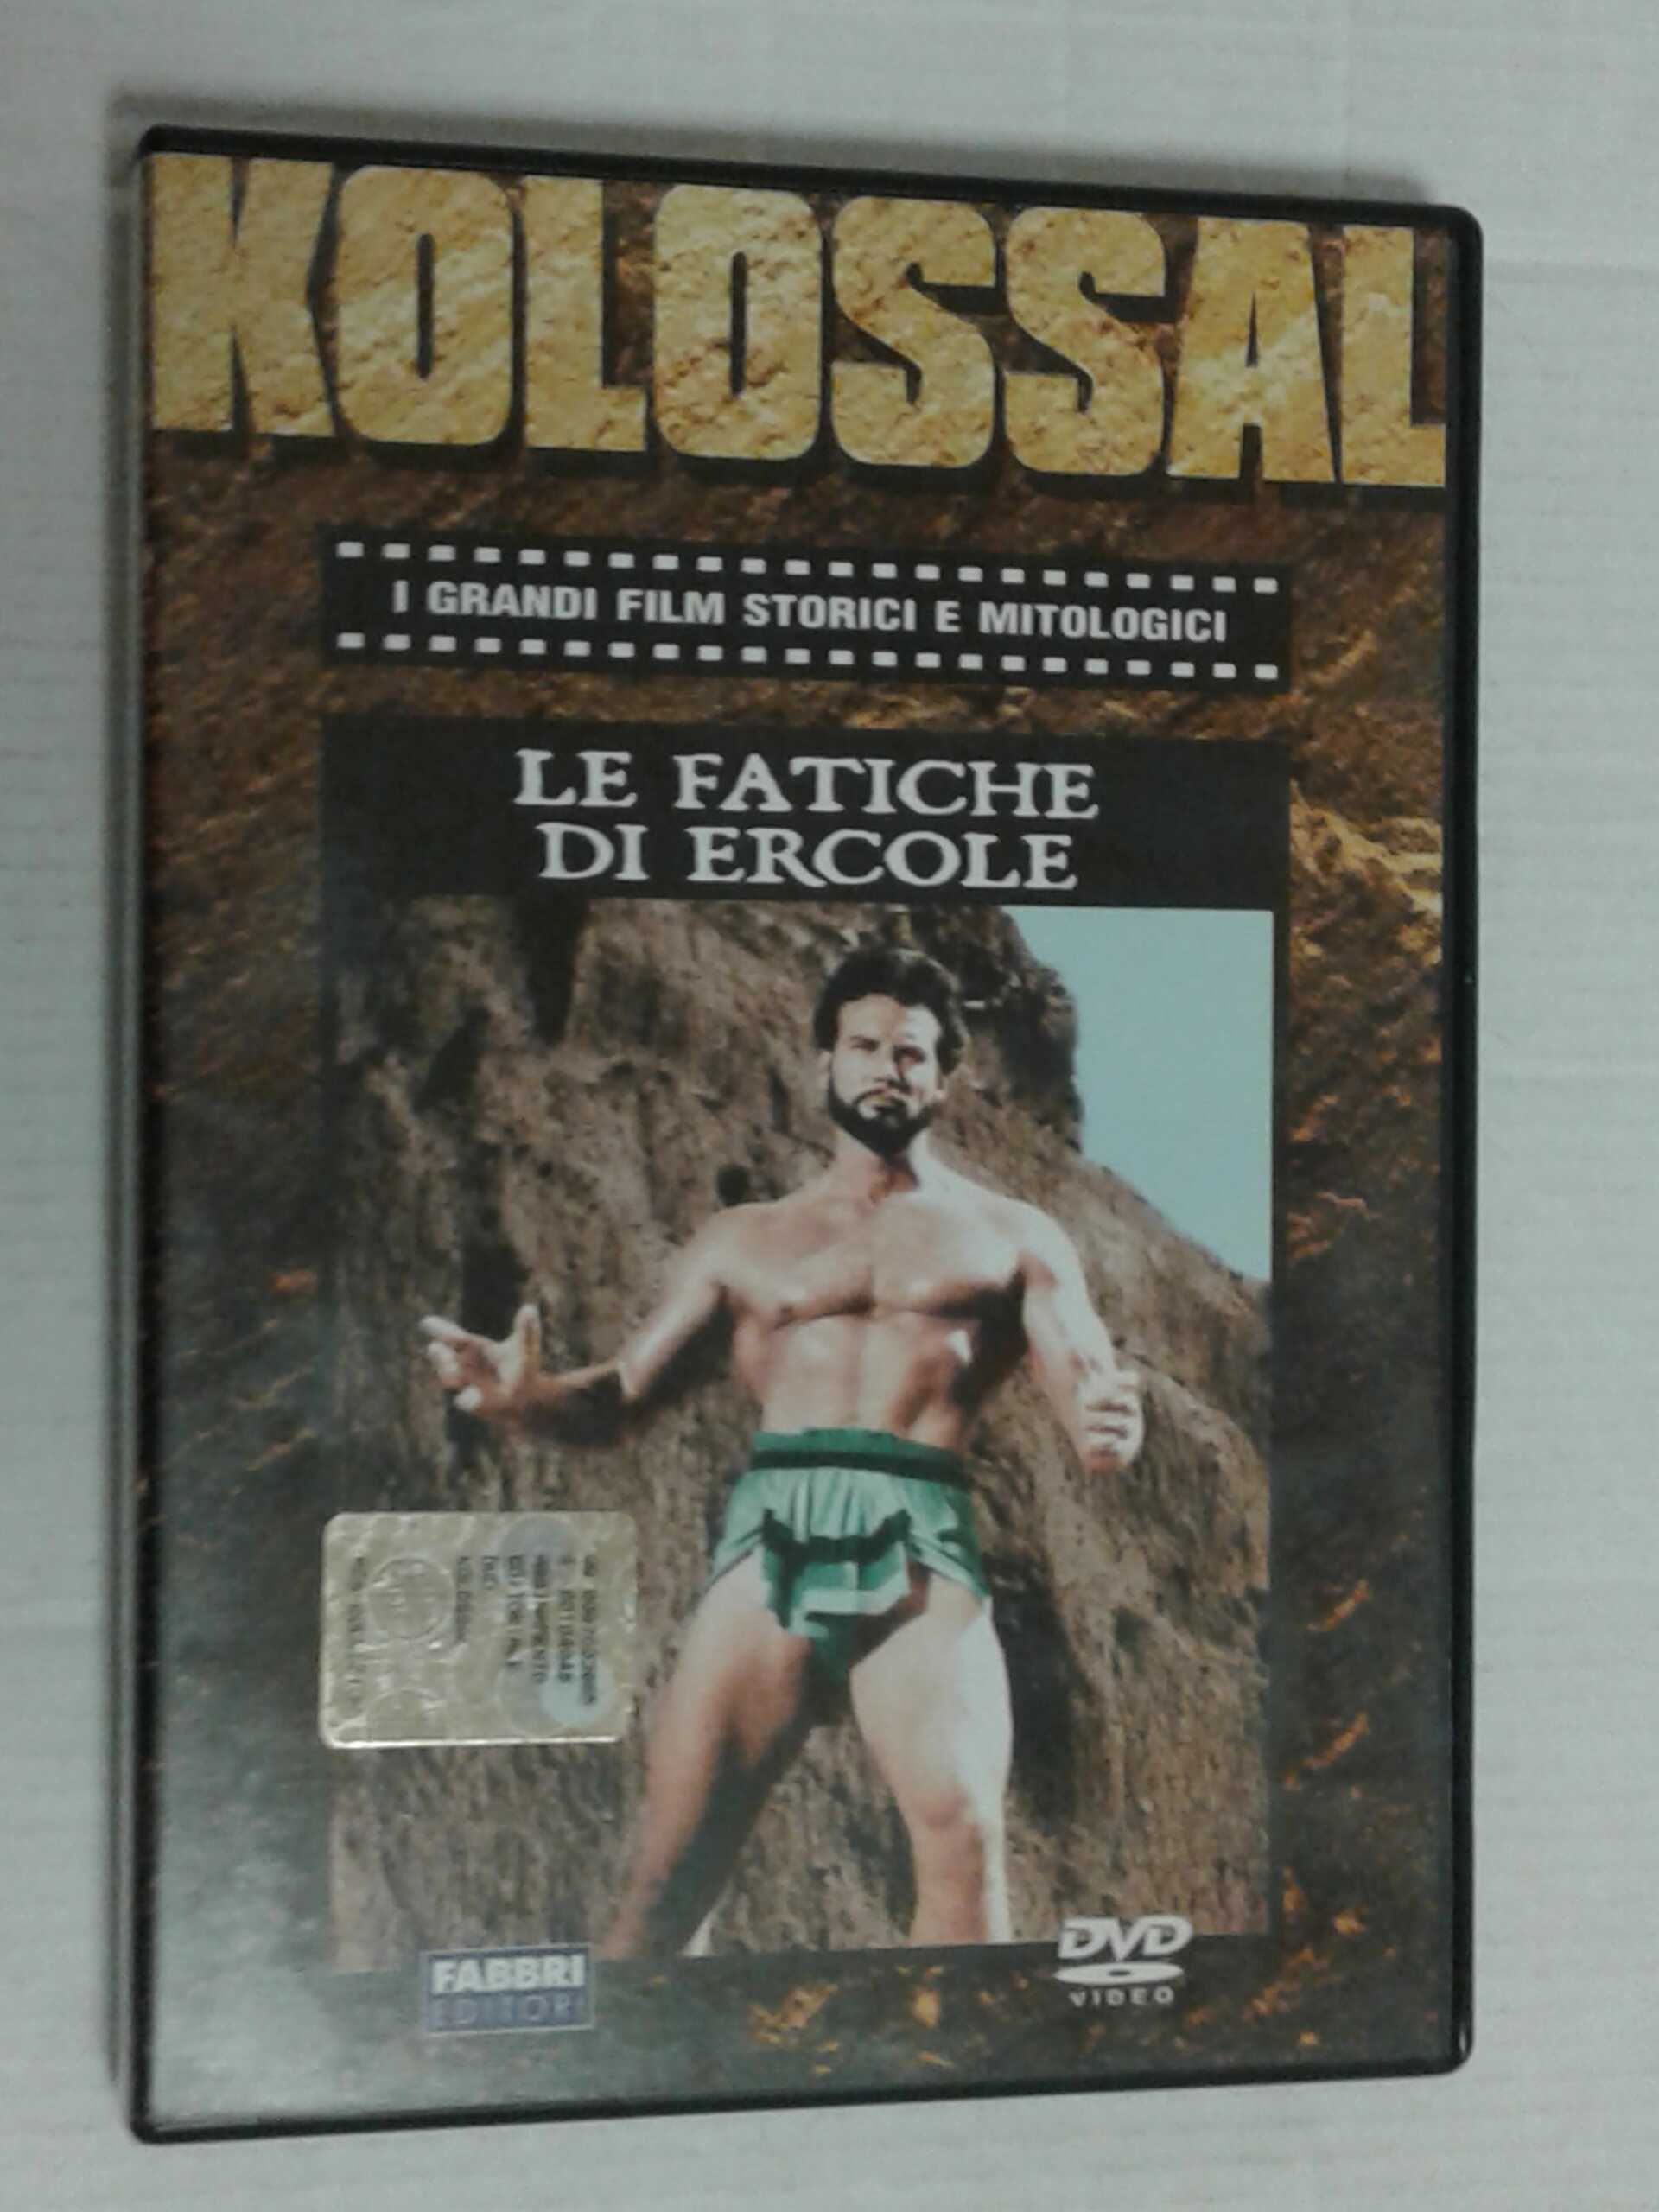 KOLOSSAL
I GRANDI FILM STORICI E MITOLOGICI
LE FATICHE
DI ERCOLE
FABBRI
EDITORI
DVD
VIDEO